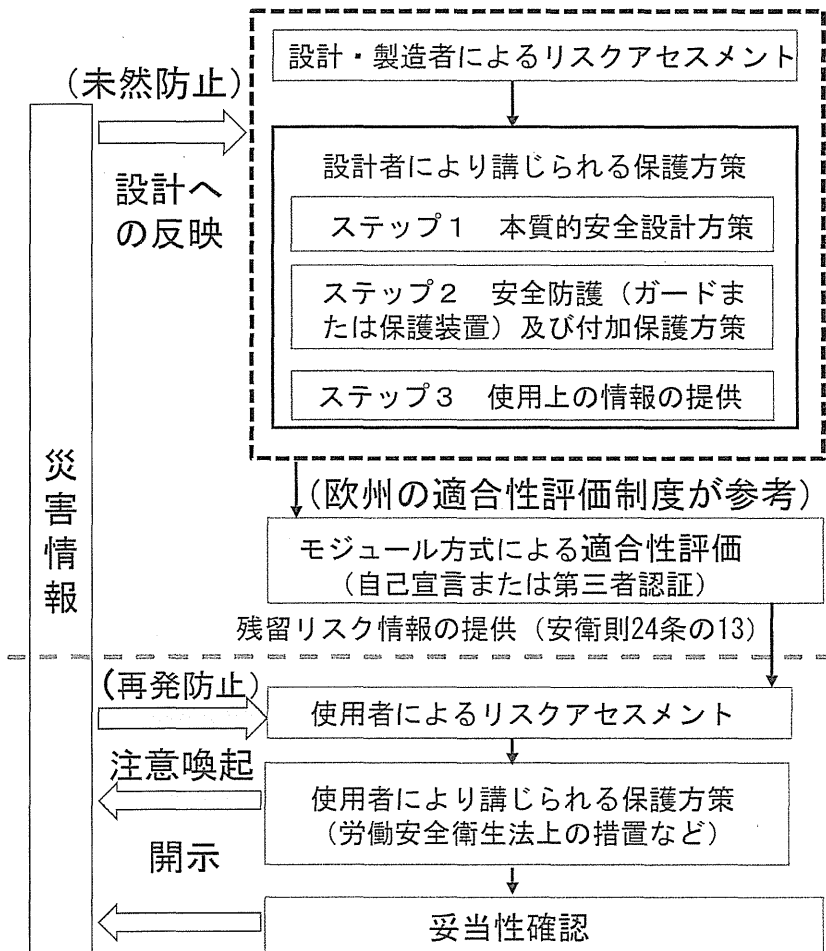 設計・製造者によるリスクアセスメント
(未然防止)
設計へ
の反映
設計者により講じられる保護方策
ステップ1 本質的安全設計方策
ステップ2 安全防護(ガードま
たは保護装置)及び付加保護方策
ステップ3 使用上の情報の提供
災害情報
(欧州の適合性評価制度が参考)
モジュール方式による適合性評価
(自己宣言または第三者認証)
残留リスク情報の提供(安衛則24条の13)
(再発防止)
使用者によるリスクアセスメント
注意喚起
使用者により講じられる保護方策
(労働安全衛生法上の措置など)
開示
妥当性確認